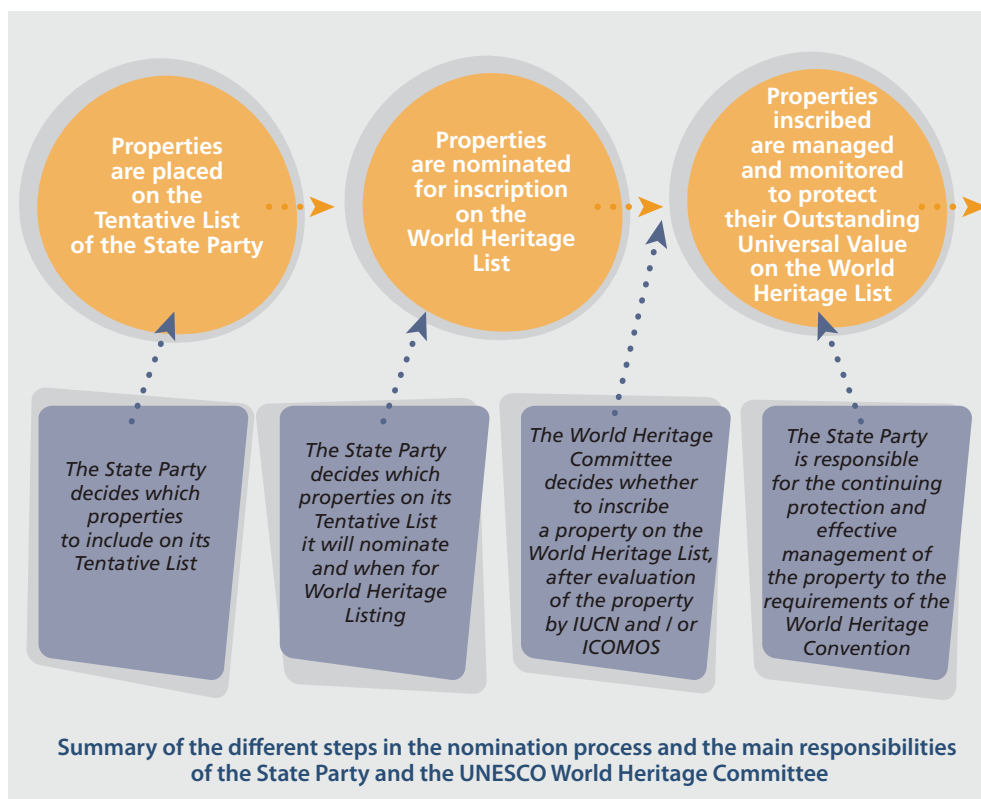 Properties
are placed
on the
Tentative List
of the State Party
Properties
are nominated
for inscription
on the
World Heritage
List
Properties
inscribed
are managed
and monitored
to protect
their Outstanding
Universal Value
on the World
Heritage List
The State Party
decides which
properties
to include on its
Tentative List
The State Party
decides which
properties on its
Tentative List
it will nominate
and when for
World Heritage
Listing
The World Heritage
Committee
decides whether
to inscribe
a property on the
World Heritage List,
after evaluation
of the property
by IUCN and / or
ICOMOS
The State Party
is responsible
for the continuing
protection and
effective
management of
the property to the
requirements of the
World Heritage
Convention
Summary of the different steps in the nomination process and the main responsibilities
of the State Party and the UNESCO World Heritage Committee